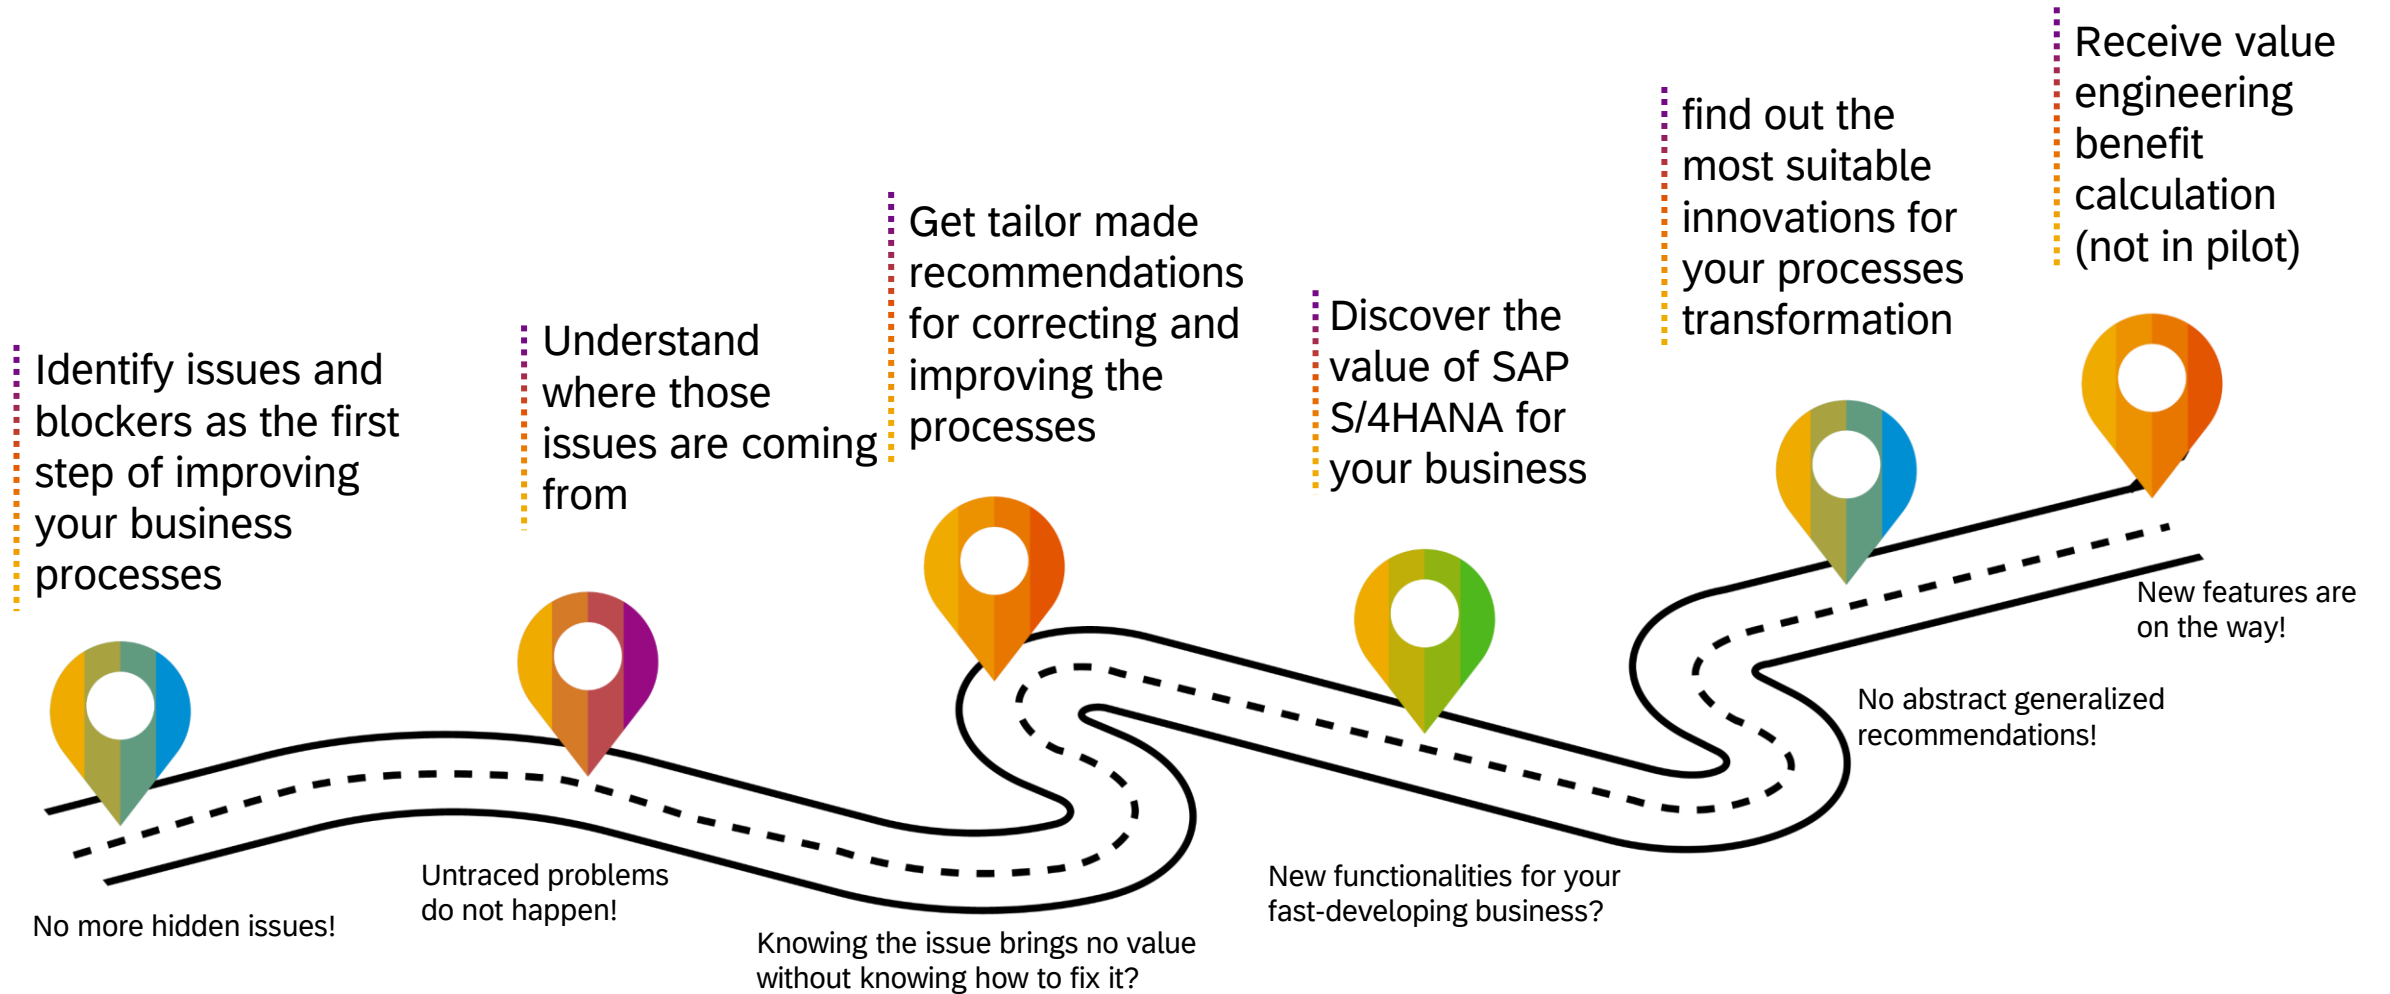 Identify issues and
blockers as the first
step of improving
your business
processes
Understand
where those
issues are coming
from
Get tailor made
recommendations
for correcting and
improving the
processes
Discover the
value of SAP
S/4HANA for
your business
find out the
most suitable
innovations for
your processes
transformation
Receive value
engineering
benefit
calculation
(not in pilot)
No more hidden issues!
Untraced problems
do not happen!
Knowing the issue brings no value
without knowing how to fix it?
New functionalities for your
fast-developing business?
No abstract generalized
recommendations!
New features are
on the way!